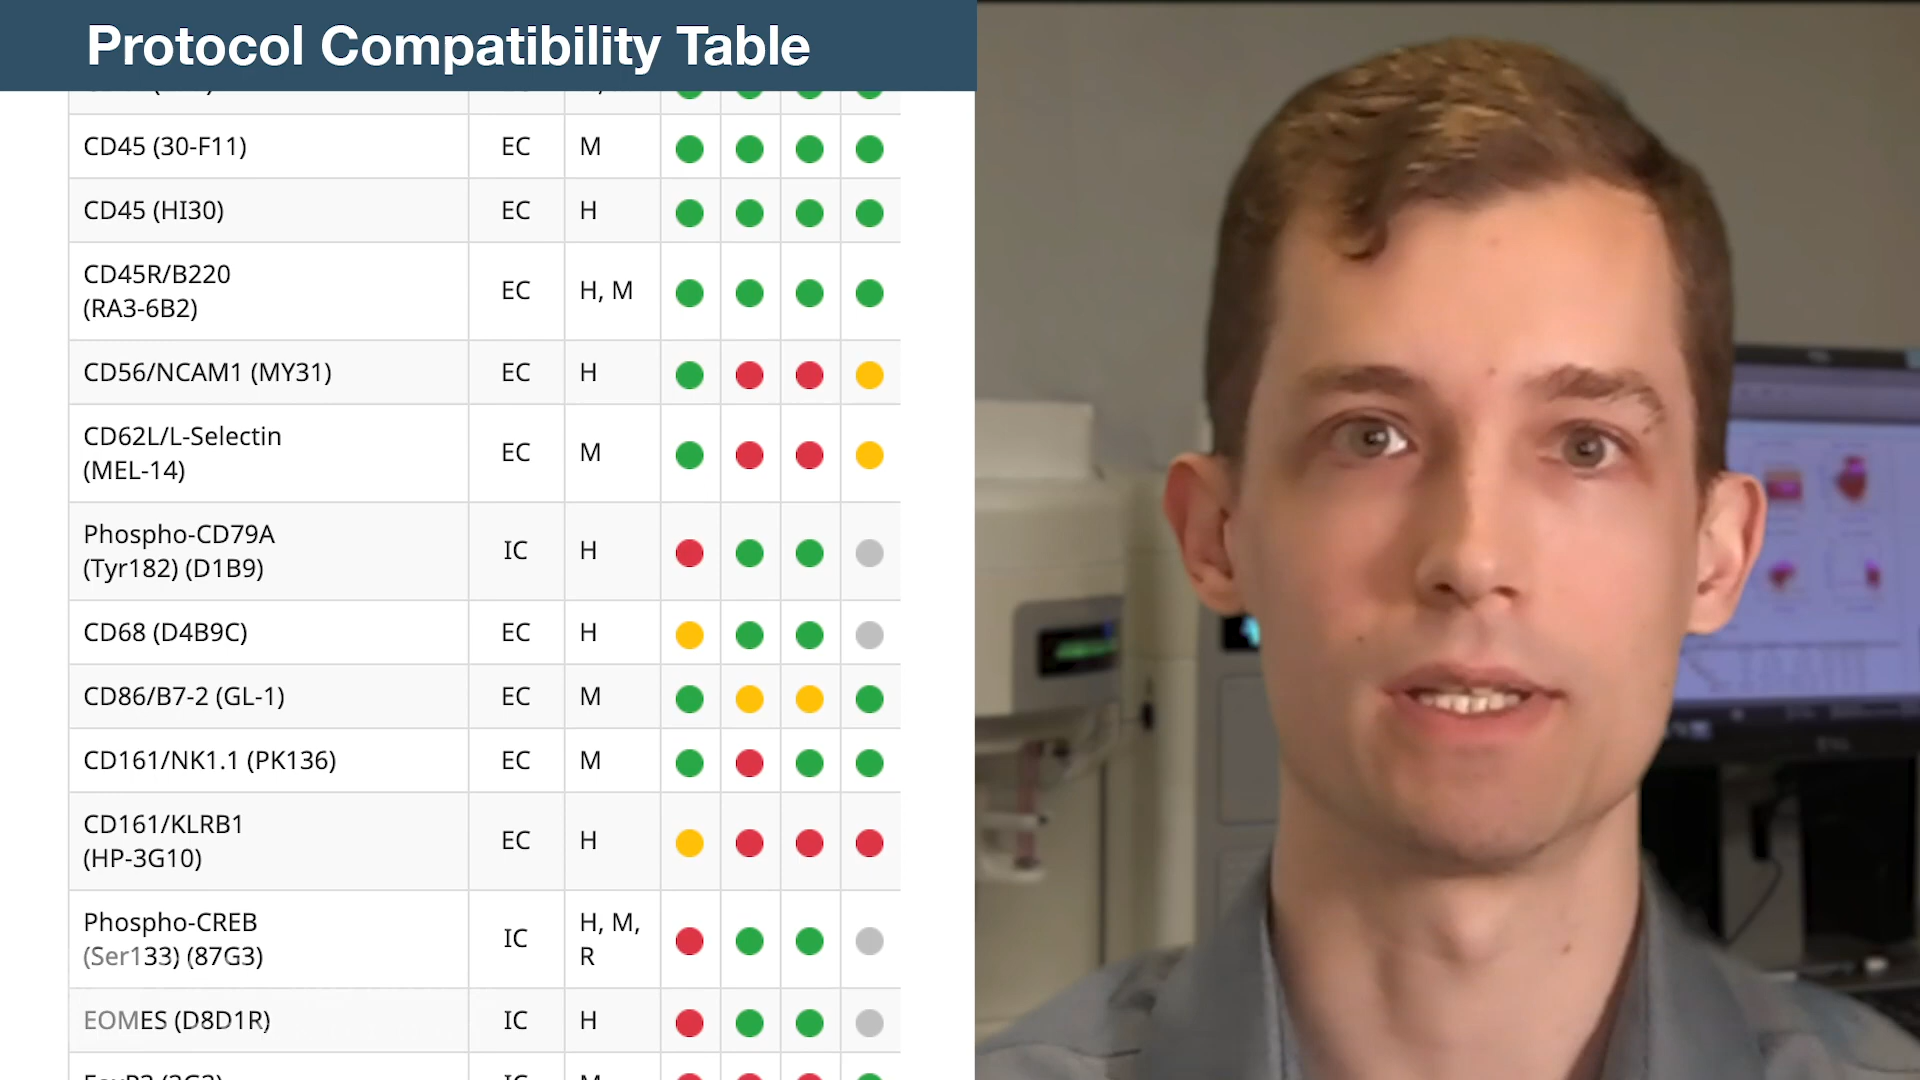 Protocol Compatibility Table
CD45 (30-F11) EC M
CD45 (HI30) EC H
CD45R/B220
(RA3-6B2) EC H, M
CD56/NCAM1 (MY31) EC H
CD62L/L-Selectin
(MEL-14) EC M
Phospho-CD79A
(Tyr182) (D1B9) IC H
CD68 (D4B9C) EC H
CD86/B7-2 (GL-1) EC M
CD161/NK1.1 (PK136) EC M
CD161/KLRB1
(HP-3G10) EC H
Phospho-CREB IC H, M,
(Ser133) (87G3) R
EOMES (D8D1R) IC H